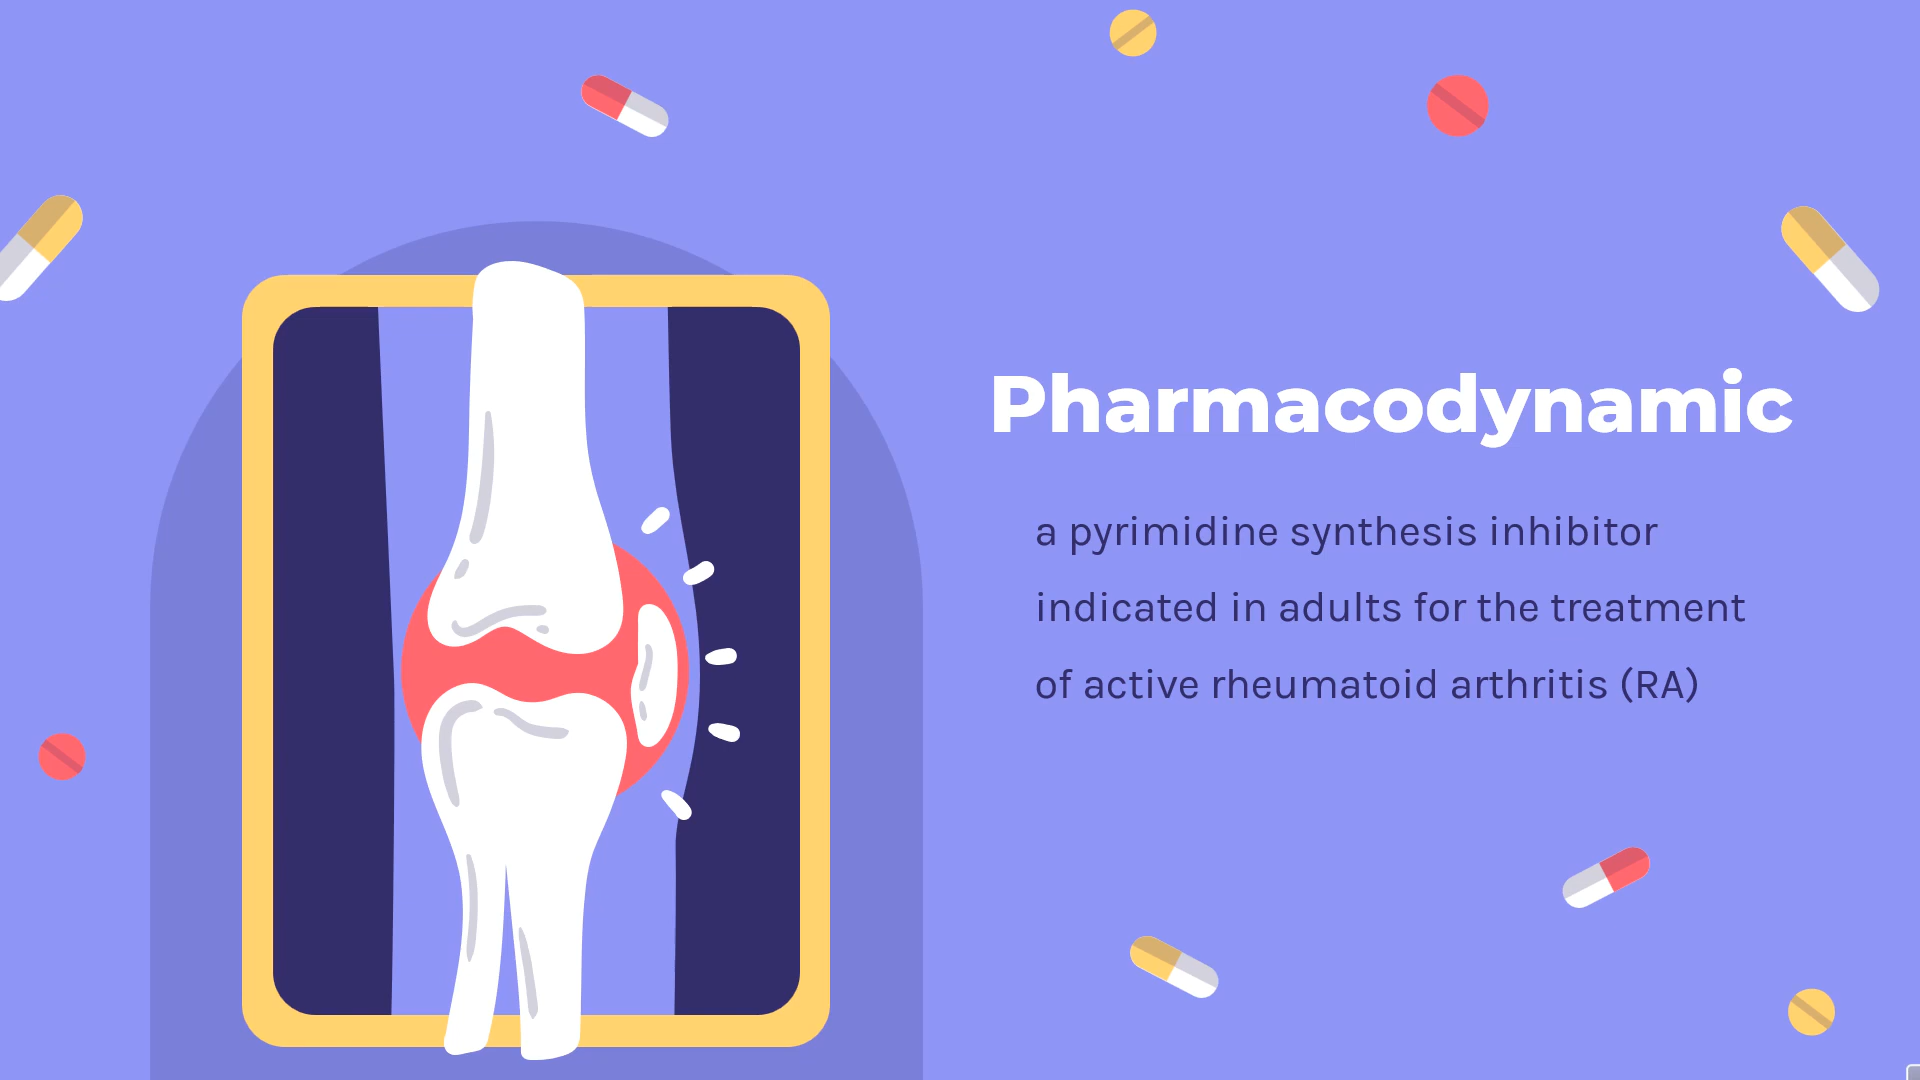 Pharmacodynamic
a pyrimidine synthesis inhibitor
indicated in adults for the treatment
of active rheumatoid arthritis (RA)